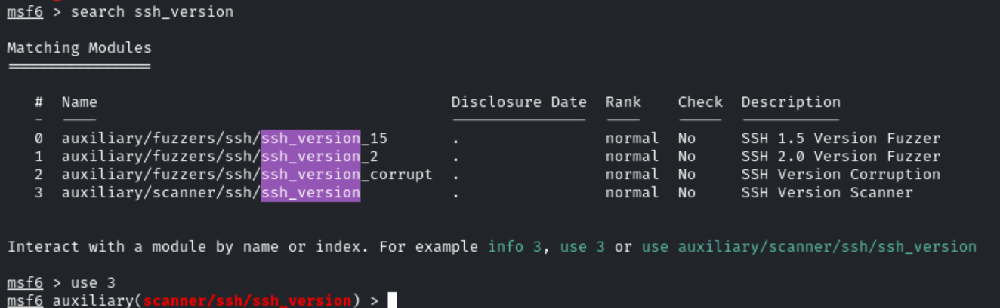 msf6 > search ssh_version
Matching Modules
================
# Name Disclosure Date Rank Check Description
- ---- --------------- ---- ----- -----------
0 auxiliary/fuzzers/ssh/ssh_version_15 . normal No SSH 1.5 Version Fuzzer
1 auxiliary/fuzzers/ssh/ssh_version_2 . normal No SSH 2.0 Version Fuzzer
2 auxiliary/fuzzers/ssh/ssh_version_corrupt . normal No SSH Version Corruption
3 auxiliary/scanner/ssh/ssh_version . normal No SSH Version Scanner
Interact with a module by name or index. For example info 3, use 3 or use auxiliary/scanner/ssh/ssh_version
msf6 > use 3
msf6 auxiliary(scanner/ssh/ssh_version) >